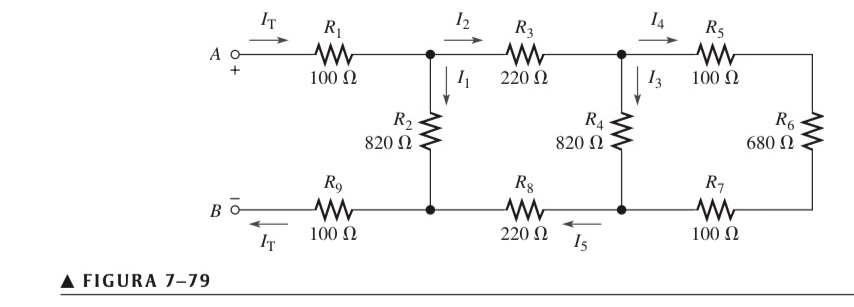 I_T I_2 I_4
R_1 R_3 R_5
A
+
100 Ω I_1 220 Ω I_3 100 Ω
R_2 R_4 R_6
820 Ω 820 Ω 680 Ω
R_9 R_8 R_7
–
B
I_T 100 Ω 220 Ω I_5 100 Ω
▲ FIGURA 7–79